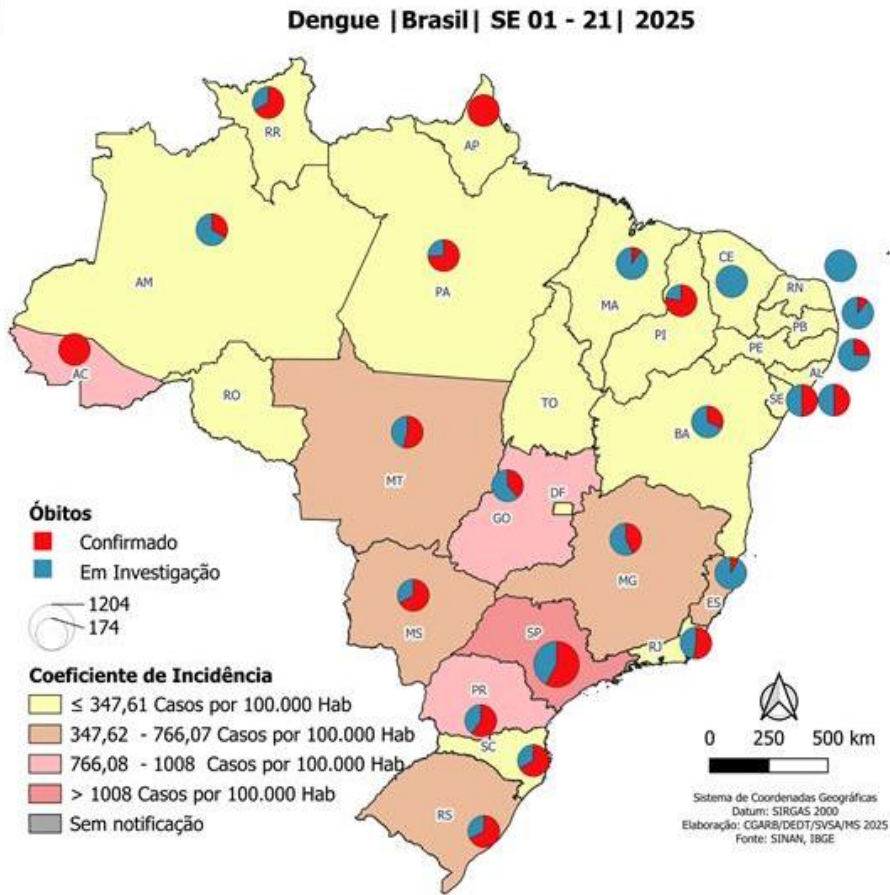 Dengue | Brasil | SE 01 - 21 | 2025
RR
AP
AM
PA
MA
CE
RN
PB
PI
PE
AL
SE
AC
RO
TO
BA
MT
GO
DF
MG
ES
MS
SP
RJ
PR
SC
RS
Óbitos
Confirmado
Em Investigação
1204
174
Coeficiente de Incidência
≤ 347,61 Casos por 100.000 Hab
347,62 - 766,07 Casos por 100.000 Hab
766,08 - 1008 Casos por 100.000 Hab
> 1008 Casos por 100.000 Hab
Sem notificação
0 250 500 km
Sistema de Coordenadas Geográficas
Datum: SIRGAS 2000
Elaboração: CGARB/DEDT/SVSA/MS 2025
Fonte: SINAN, IBGE